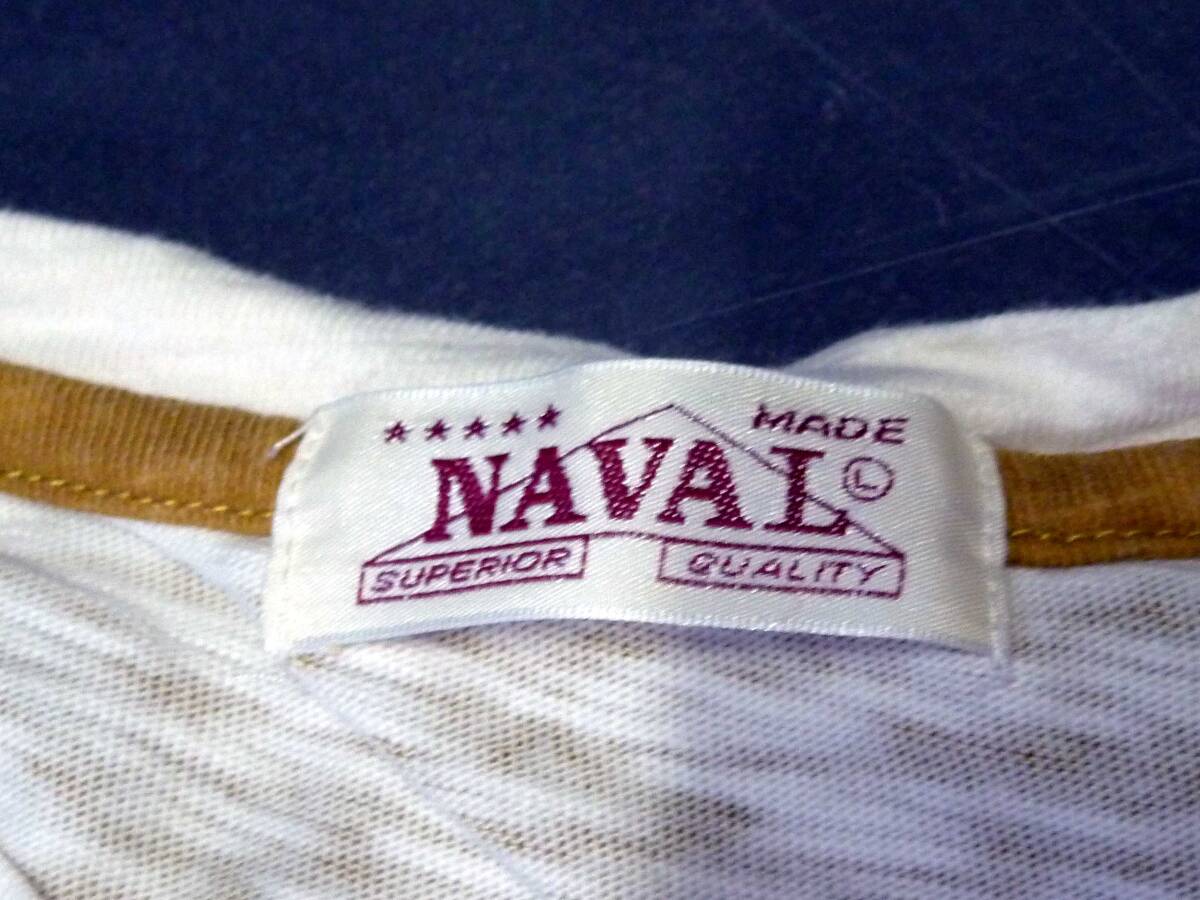 ★★★★★ MADE
NAVAL Ⓛ
SUPERIOR QUALITY